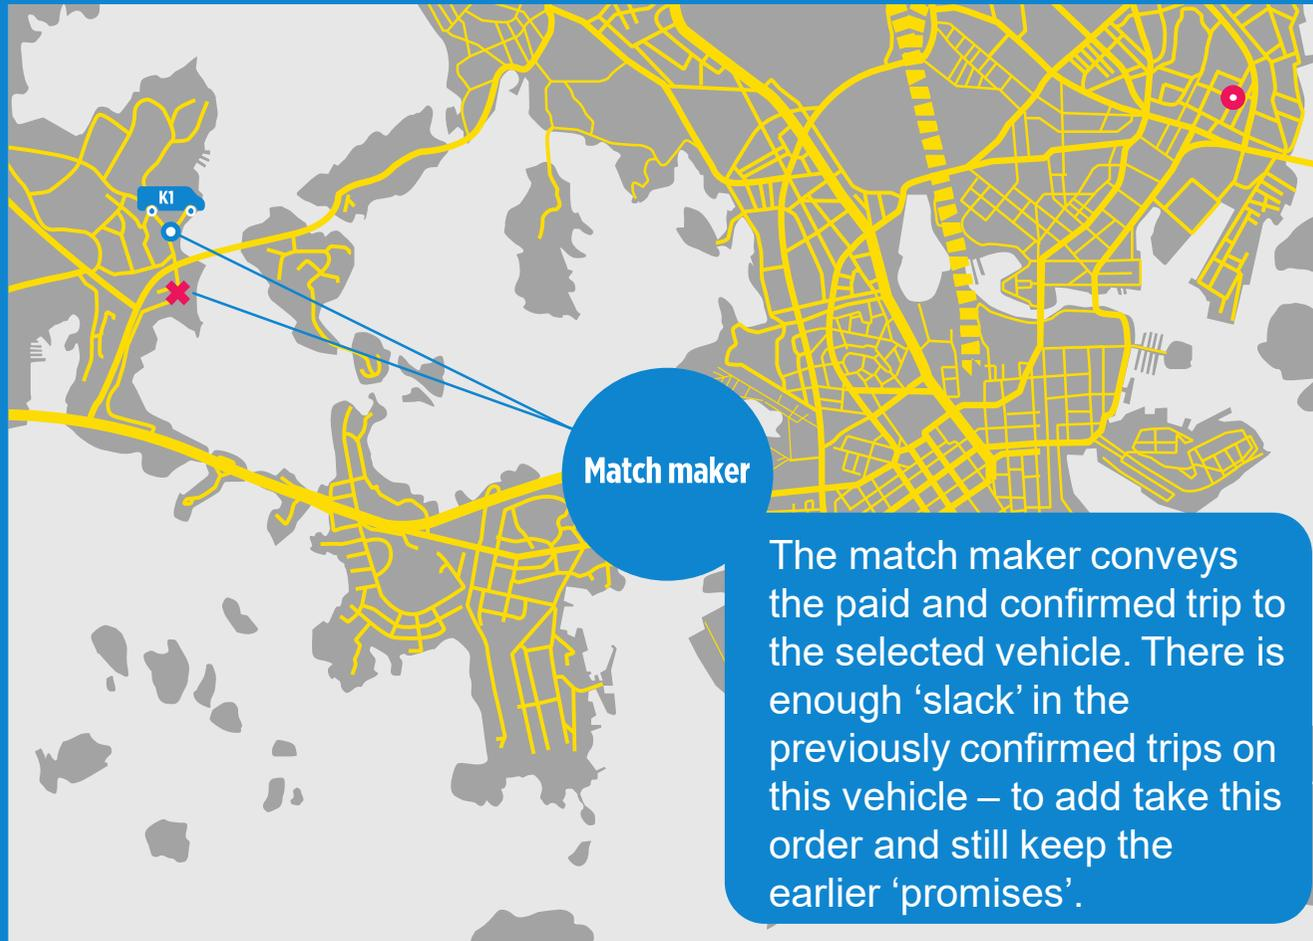 K1
Match maker
The match maker conveys
the paid and confirmed trip to
the selected vehicle. There is
enough ‘slack’ in the
previously confirmed trips on
this vehicle – to add take this
order and still keep the
earlier ‘promises’.